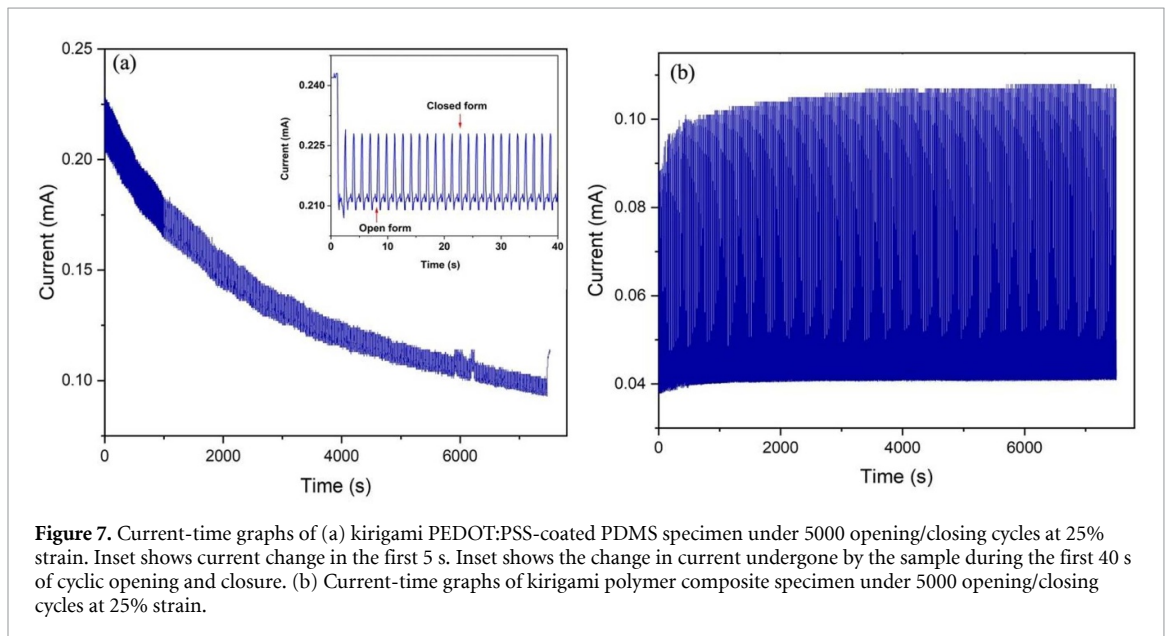 (a)
0.25
0.20
0.15
0.10
Current (mA)
0 2000 4000 6000
Time (s)
0.240
0.225
0.210
Current (mA)
Closed form
Open form
0 10 20 30 40
Time (s)
(b)
0.10
0.08
0.06
0.04
Current (mA)
0 2000 4000 6000
Time (s)
Figure 7. Current-time graphs of (a) kirigami PEDOT:PSS-coated PDMS specimen under 5000 opening/closing cycles at 25%
strain. Inset shows current change in the first 5 s. Inset shows the change in current undergone by the sample during the first 40 s
of cyclic opening and closure. (b) Current-time graphs of kirigami polymer composite specimen under 5000 opening/closing
cycles at 25% strain.